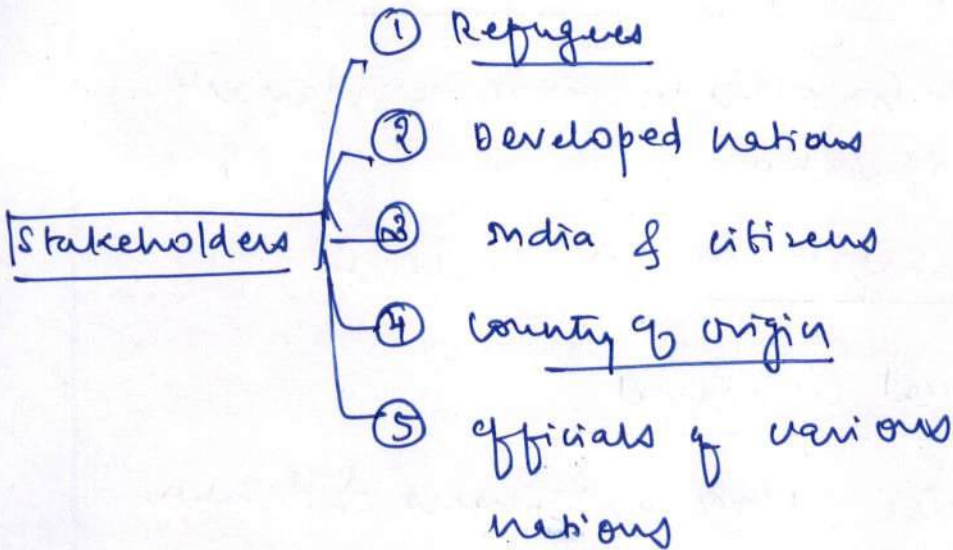 ① Refugees
② Developed nations
Stakeholders
③ India & citizens
④ Country of origin
⑤ Officials of various
nations